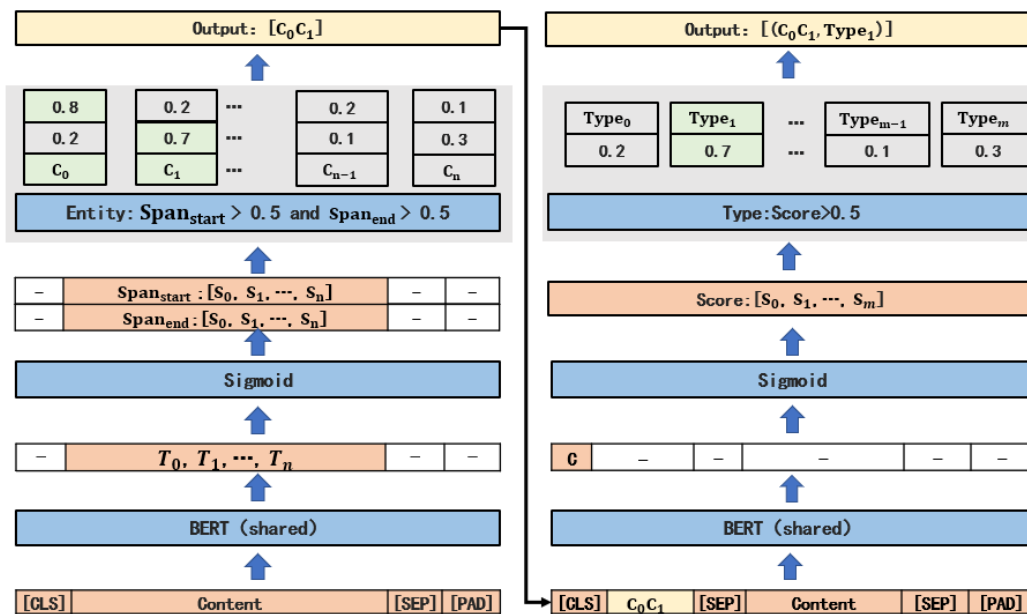 Output: [C₀C₁]
0.8 0.2 ⋯ 0.2 0.1
0.2 0.7 0.1 0.3
C₀ C₁ ⋯ Cₙ₋₁ Cₙ
Entity: Span_start > 0.5 and Span_end > 0.5
– Span_start:[S₀, S₁, ⋯, Sₙ] – –
– Span_end:[S₀, S₁, ⋯, Sₙ] – –
Sigmoid
– T₀, T₁, ⋯, Tₙ – –
BERT (shared)
[CLS] Content [SEP] [PAD]
Output: [(C₀C₁, Type₁)]
Type₀ Type₁ ⋯ Typeₘ₋₁ Typeₘ
0.2 0.7 ⋯ 0.1 0.3
Type:Score>0.5
Score:[S₀, S₁, ⋯, Sₘ]
Sigmoid
C – – – – –
BERT (shared)
[CLS] C₀C₁ [SEP] Content [SEP] [PAD]